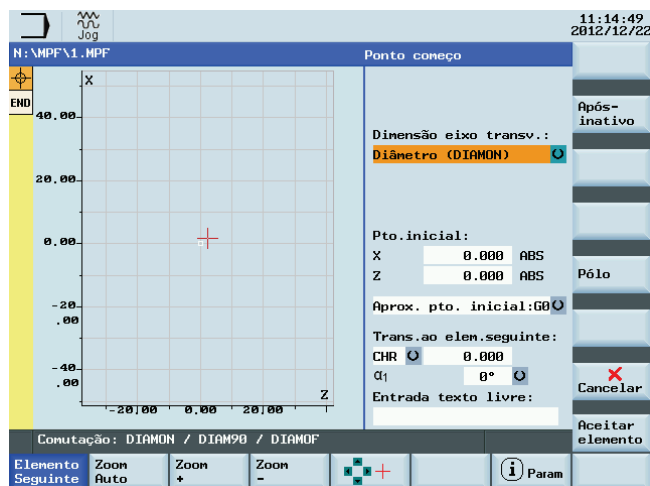 Jog
11:14:49
2012/12/22
N:\MPF\1.MPF
Ponto começo
END
X
40.00
20.00
0.00
-20
.00
-40
.00
-20.00
0.00
20.00
Z
Dimensão eixo transv.:
Diâmetro (DIAMON)
Pto.inicial:
X 0.000 ABS
Z 0.000 ABS
Aprox. pto. inicial:G0
Trans.ao elem.seguinte:
CHR 0.000
α1 0°
Entrada texto livre:
Após-
inativo
Pólo
Cancelar
Aceitar
elemento
Comutação: DIAMON / DIAM90 / DIAMOF
Elemento
Seguinte
Zoom
Auto
Zoom
+
Zoom
-
i Param